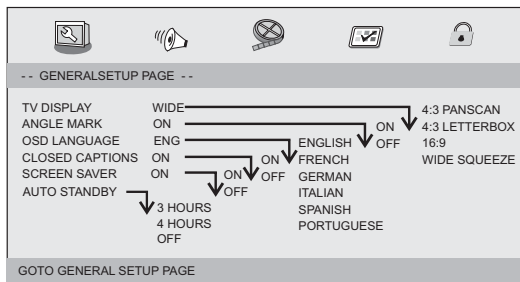 - - GENERALSETUP PAGE - -
TV DISPLAY WIDE
ANGLE MARK ON
OSD LANGUAGE ENG
CLOSED CAPTIONS ON
SCREEN SAVER ON
AUTO STANDBY
3 HOURS
4 HOURS
OFF
ON
OFF
ON
OFF
ENGLISH
FRENCH
GERMAN
ITALIAN
SPANISH
PORTUGUESE
ON
OFF
4:3 PANSCAN
4:3 LETTERBOX
16:9
WIDE SQUEEZE
GOTO GENERAL SETUP PAGE